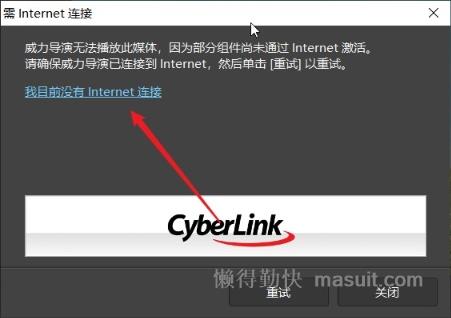 需 Internet 连接
威力导演无法播放此媒体，因为部分组件尚未通过 Internet 激活。
请确保威力导演已连接到 Internet，然后单击 [重试] 以重试。
我目前没有 Internet 连接
CyberLink
懒得勤快 masuit.com
重试
关闭